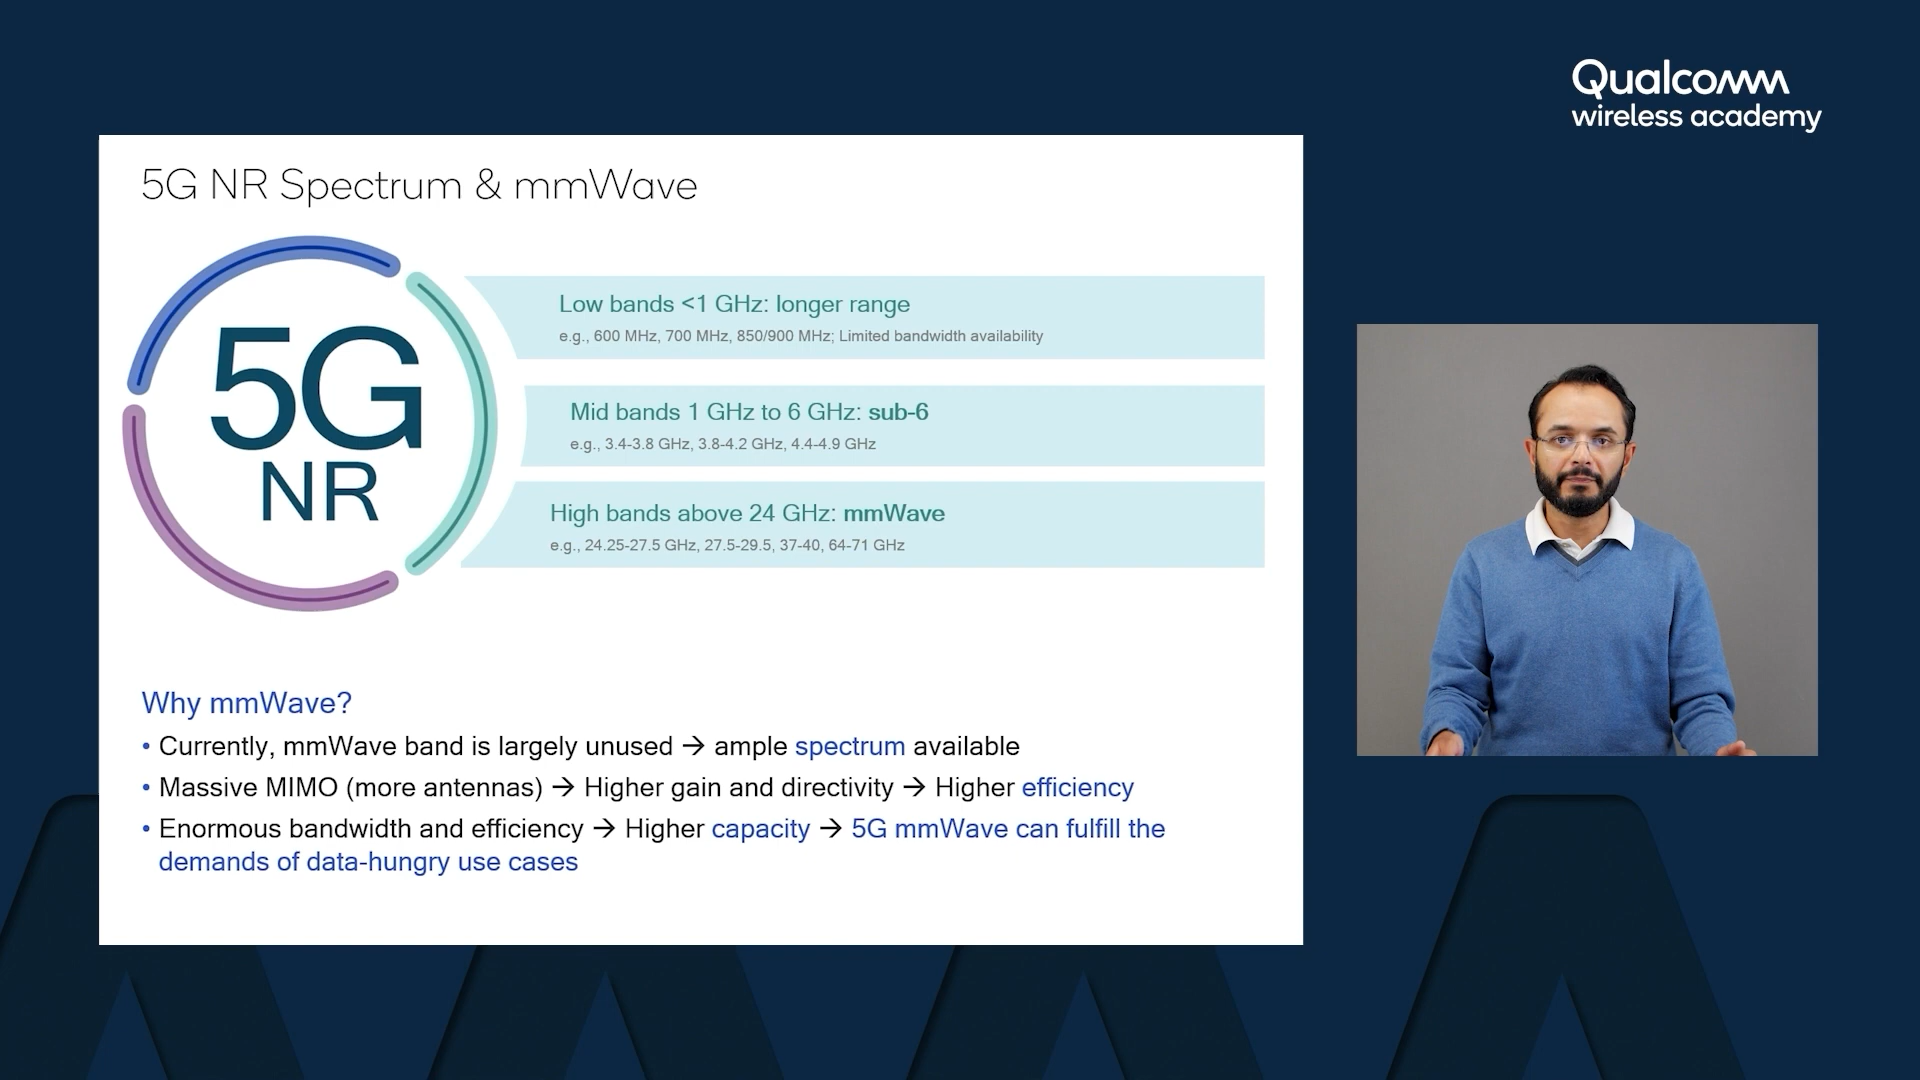 Qualcomm
wireless academy
5G NR Spectrum & mmWave
5G
NR
Low bands <1 GHz: longer range
e.g., 600 MHz, 700 MHz, 850/900 MHz; Limited bandwidth availability
Mid bands 1 GHz to 6 GHz: sub-6
e.g., 3.4-3.8 GHz, 3.8-4.2 GHz, 4.4-4.9 GHz
High bands above 24 GHz: mmWave
e.g., 24.25-27.5 GHz, 27.5-29.5, 37-40, 64-71 GHz
Why mmWave?
• Currently, mmWave band is largely unused → ample spectrum available
• Massive MIMO (more antennas) → Higher gain and directivity → Higher efficiency
• Enormous bandwidth and efficiency → Higher capacity → 5G mmWave can fulfill the
demands of data-hungry use cases